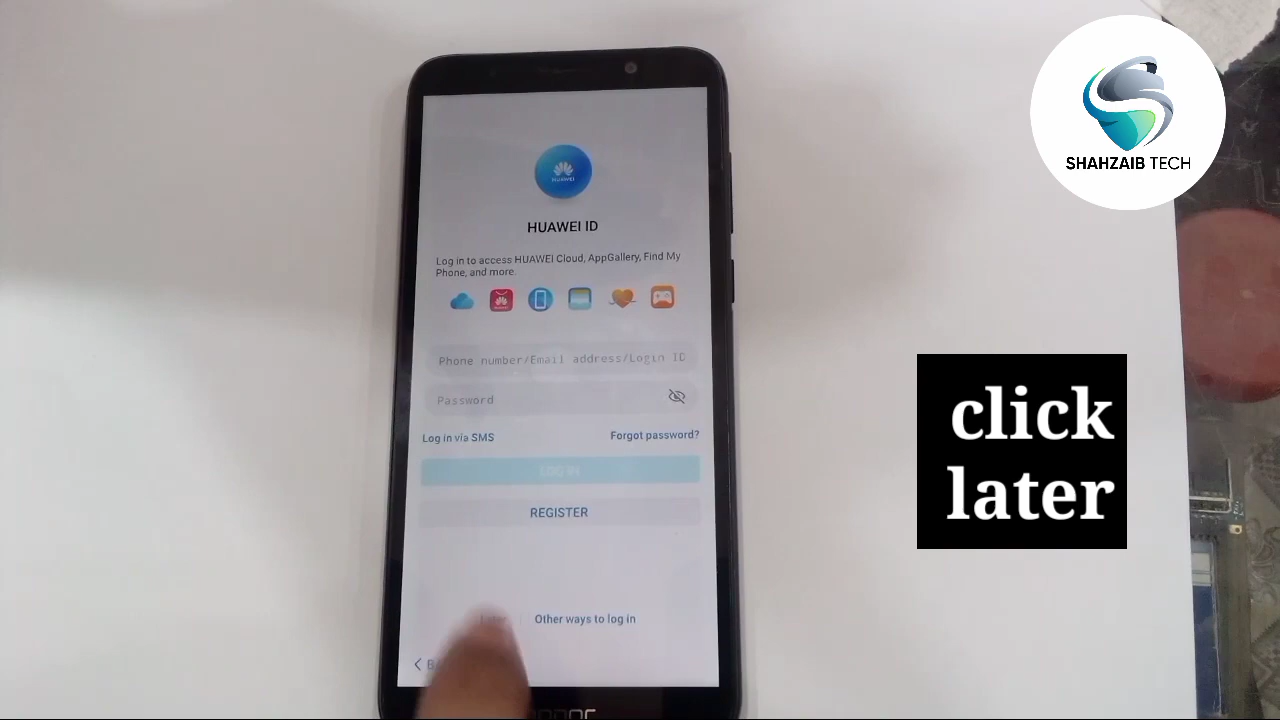 SHAHZAIB TECH
HUAWEI
HUAWEI ID
Log in to access HUAWEI Cloud, AppGallery, Find My
Phone, and more.
Phone number/Email address/Login ID
Password
Log in via SMS
Forgot password?
LOG IN
REGISTER
Later
Other ways to log in
click
later